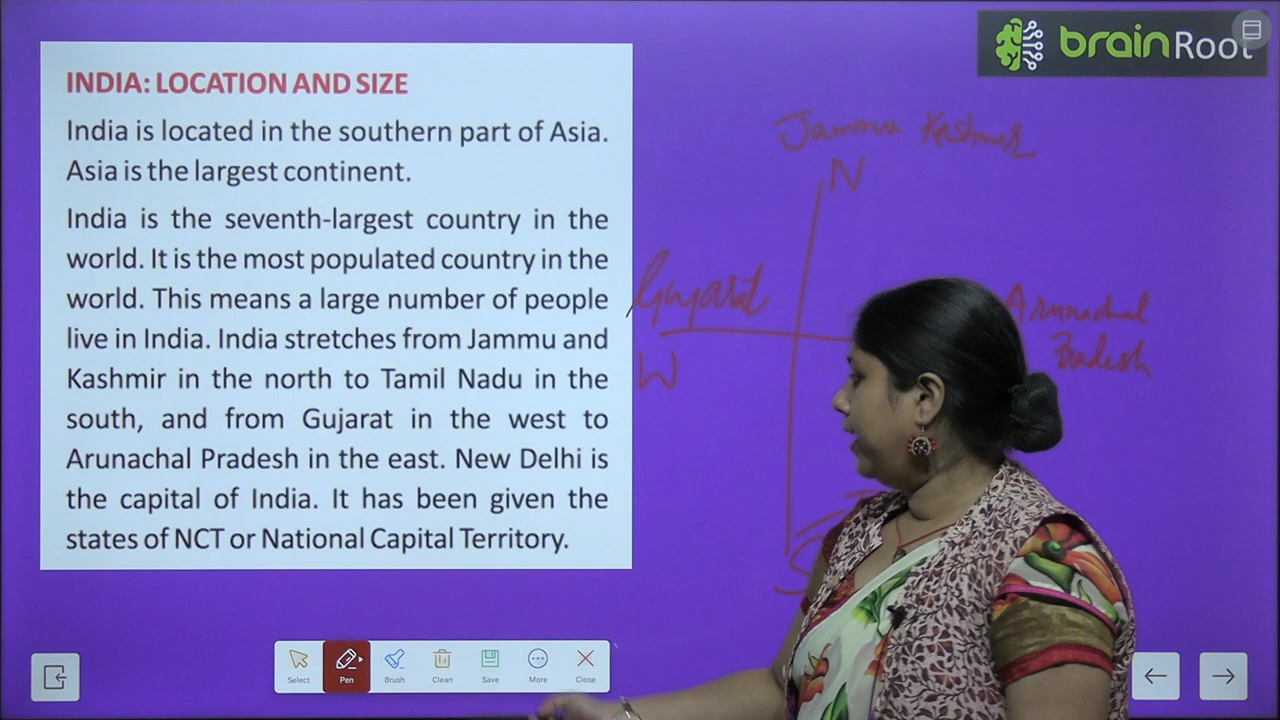 INDIA: LOCATION AND SIZE
India is located in the southern part of Asia.
Asia is the largest continent.
India is the seventh-largest country in the
world. It is the most populated country in the
world. This means a large number of people
live in India. India stretches from Jammu and
Kashmir in the north to Tamil Nadu in the
south, and from Gujarat in the west to
Arunachal Pradesh in the east. New Delhi is
the capital of India. It has been given the
states of NCT or National Capital Territory.
brainRoot
Jammu Kashmir
N
Gujarat
W
Arunachal
Pradesh
S
Select
Pen
Brush
Clean
Save
More
Close